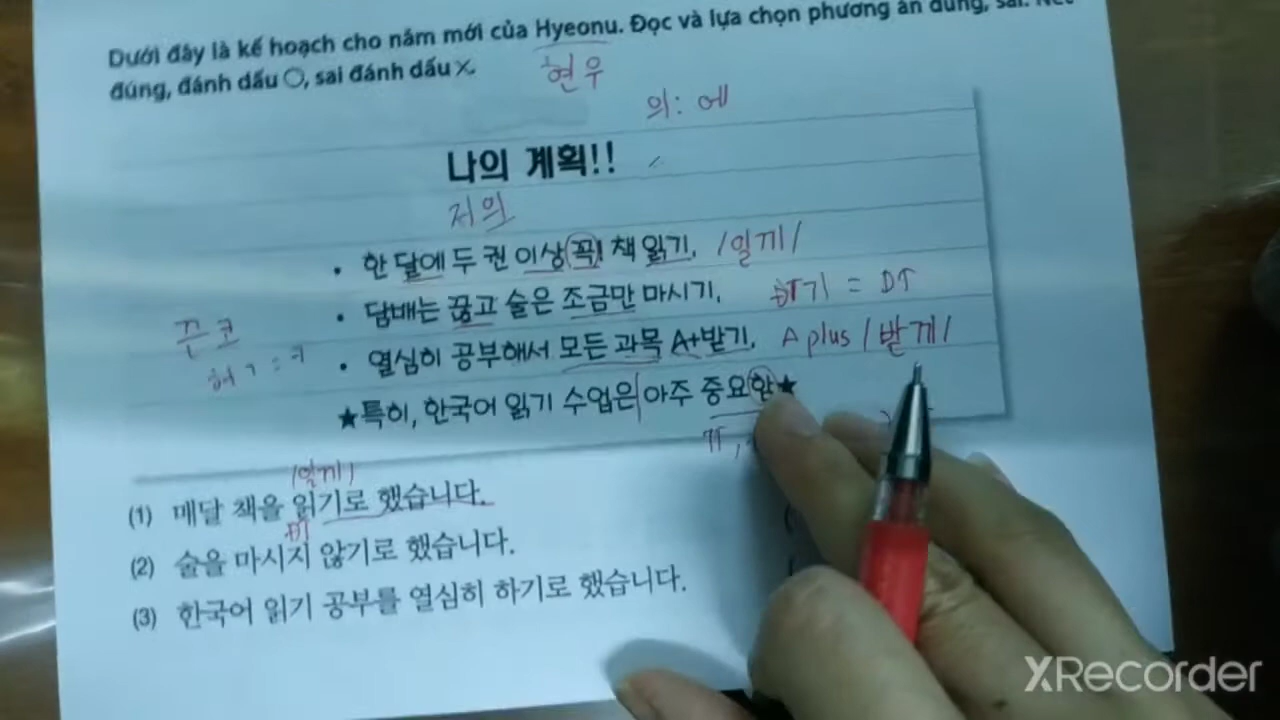 Dưới đây là kế hoạch cho năm mới của Hyeonu. Đọc và lựa chọn phương án đúng, sai. Nếu
đúng, đánh dấu ○, sai đánh dấu ×.
현우
의: 에
나의 계획!!
저의
• 한 달에 두 권 이상 꼭! 책 읽기. /일끼/
• 담배는 끊고 술은 조금만 마시기. ĐT기 = DT
끈코
• 열심히 공부해서 모든 과목 A+받기. A plus /받께/
★특히, 한국어 읽기 수업은 아주 중요함★
/일끼/
(1) 매달 책을 읽기로 했습니다.
ĐT
(2) 술을 마시지 않기로 했습니다.
(3) 한국어 읽기 공부를 열심히 하기로 했습니다.
XRecorder